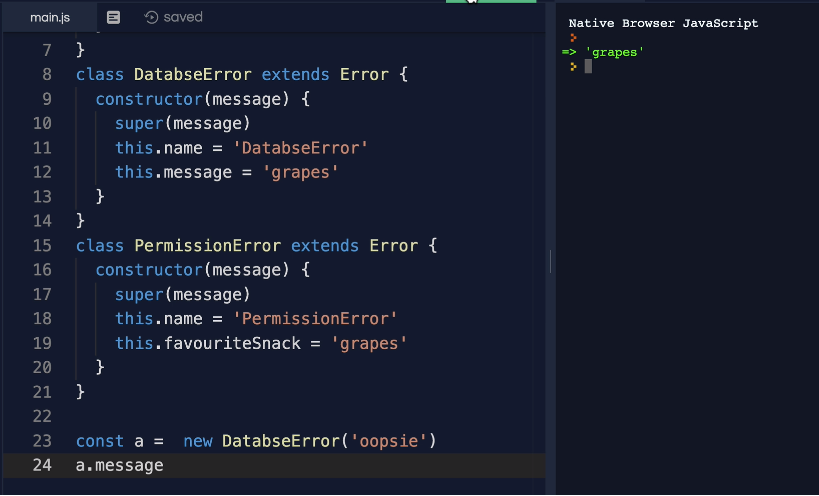 main.js saved
7 }
8 class DatabseError extends Error {
9 constructor(message) {
10 super(message)
11 this.name = 'DatabseError'
12 this.message = 'grapes'
13 }
14 }
15 class PermissionError extends Error {
16 constructor(message) {
17 super(message)
18 this.name = 'PermissionError'
19 this.favouriteSnack = 'grapes'
20 }
21 }
22
23 const a =  new DatabseError('oopsie')
24 a.message
Native Browser JavaScript
=> 'grapes'